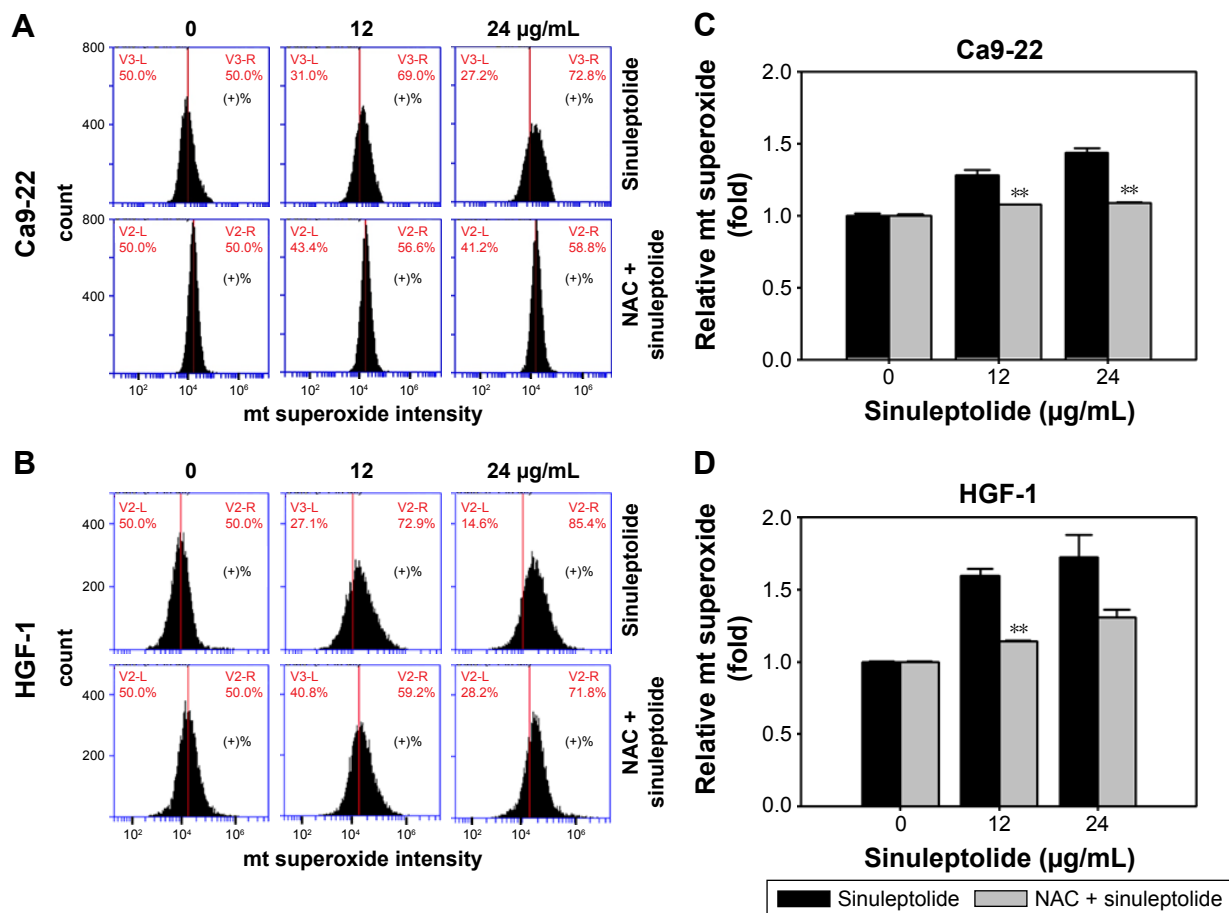 A
0 12 24 µg/mL
800
400
V3-L V3-R
50.0% 50.0%
(+)%
V3-L V3-R
31.0% 69.0%
(+)%
V3-L V3-R
27.2% 72.8%
(+)%
Sinuleptolide
Ca9-22
count
800
400
V2-L V2-R
50.0% 50.0%
(+)%
V2-L V2-R
43.4% 56.6%
(+)%
V2-L V2-R
41.2% 58.8%
(+)%
NAC +
sinuleptolide
10² 10⁴ 10⁶ 10² 10⁴ 10⁶ 10² 10⁴ 10⁶
mt superoxide intensity
B
0 12 24 µg/mL
400
200
V2-L V2-R
50.0% 50.0%
(+)%
V3-L V2-R
27.1% 72.9%
(+)%
V2-L V2-R
14.6% 85.4%
(+)%
Sinuleptolide
HGF-1
count
400
200
V2-L V2-R
50.0% 50.0%
(+)%
V3-L V2-R
40.8% 59.2%
(+)%
V2-L V2-R
28.2% 71.8%
(+)%
NAC +
sinuleptolide
10² 10⁴ 10⁶ 10² 10⁴ 10⁶ 10² 10⁴ 10⁶
mt superoxide intensity
C
Ca9-22
Relative mt superoxide
(fold)
2.0
1.5
1.0
0.5
0.0
** **
0 12 24
Sinuleptolide (µg/mL)
D
HGF-1
Relative mt superoxide
(fold)
2.0
1.5
1.0
0.5
0.0
**
0 12 24
Sinuleptolide (µg/mL)
Sinuleptolide NAC + sinuleptolide